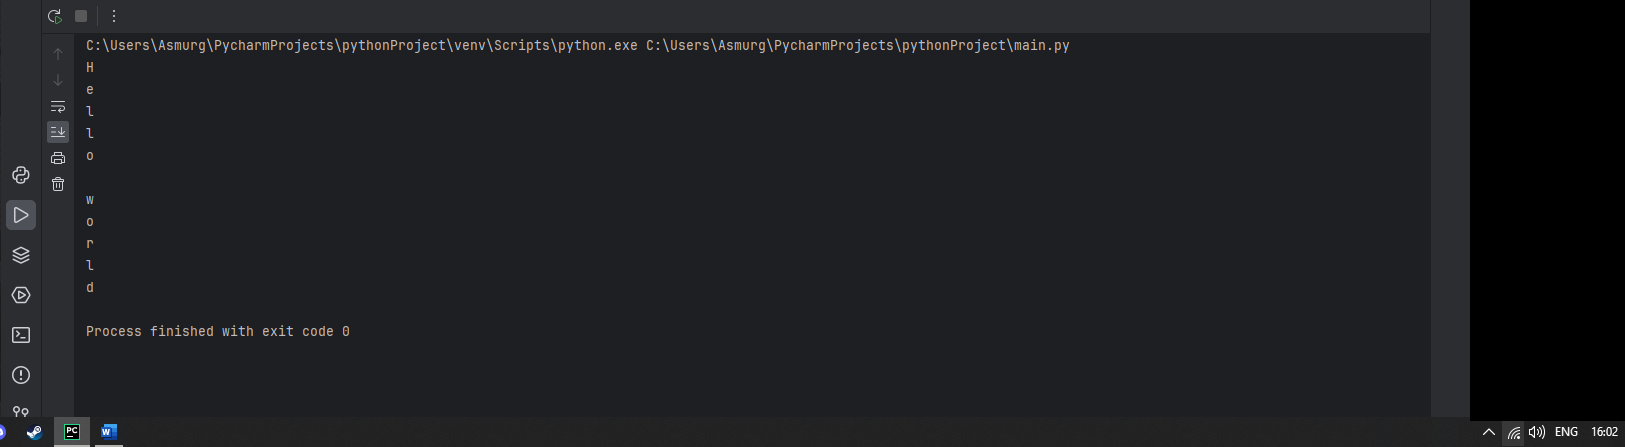 C:\Users\Asmurg\PycharmProjects\pythonProject\venv\Scripts\python.exe C:\Users\Asmurg\PycharmProjects\pythonProject\main.py
H
e
l
l
o
w
o
r
l
d
Process finished with exit code 0
PC
W
ENG 16:02